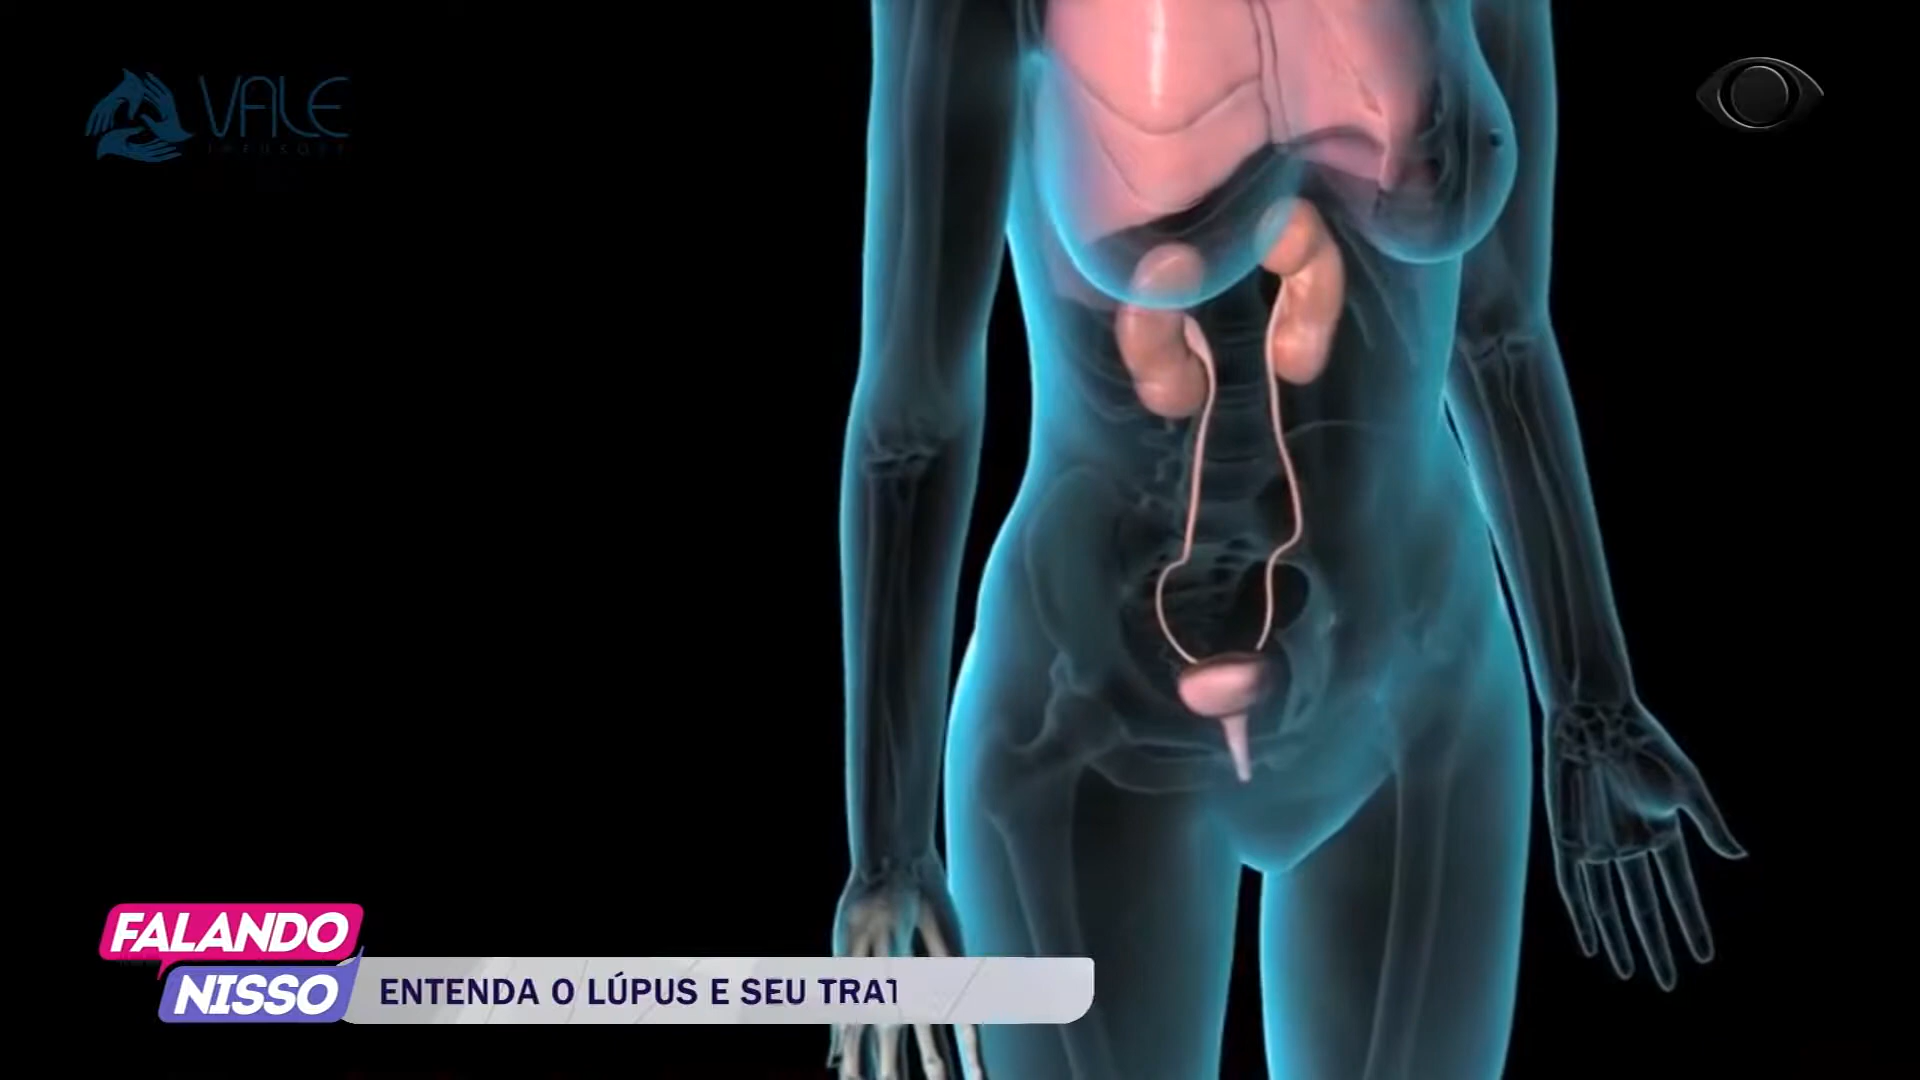 VALE
FALANDO
NISSO
ENTENDA O LÚPUS E SEU TRAT